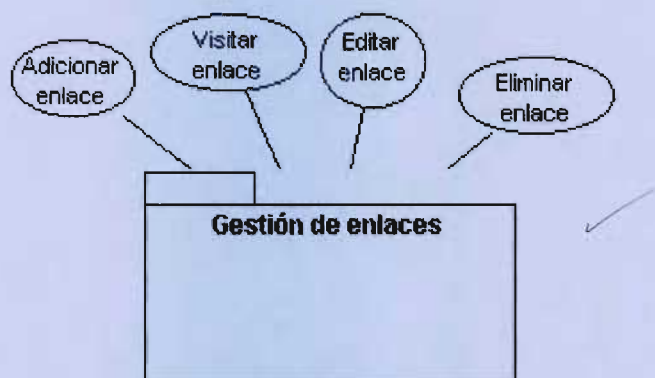 Adicionar
enlace
Visitar
enlace
Editar
enlace
Eliminar
enlace
Gestión de enlaces